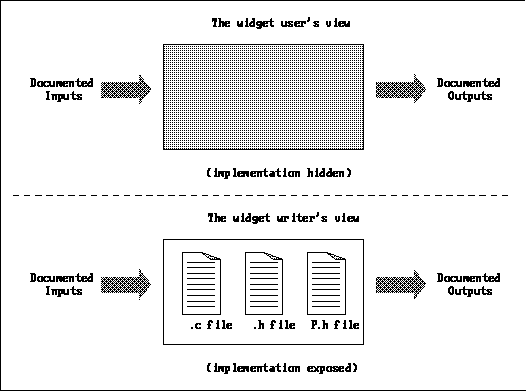 The widget user's view
Documented
Inputs
Documented
Outputs
(implementation hidden)
The widget writer's view
Documented
Inputs
.c file
.h file
P.h file
Documented
Outputs
(implementation exposed)